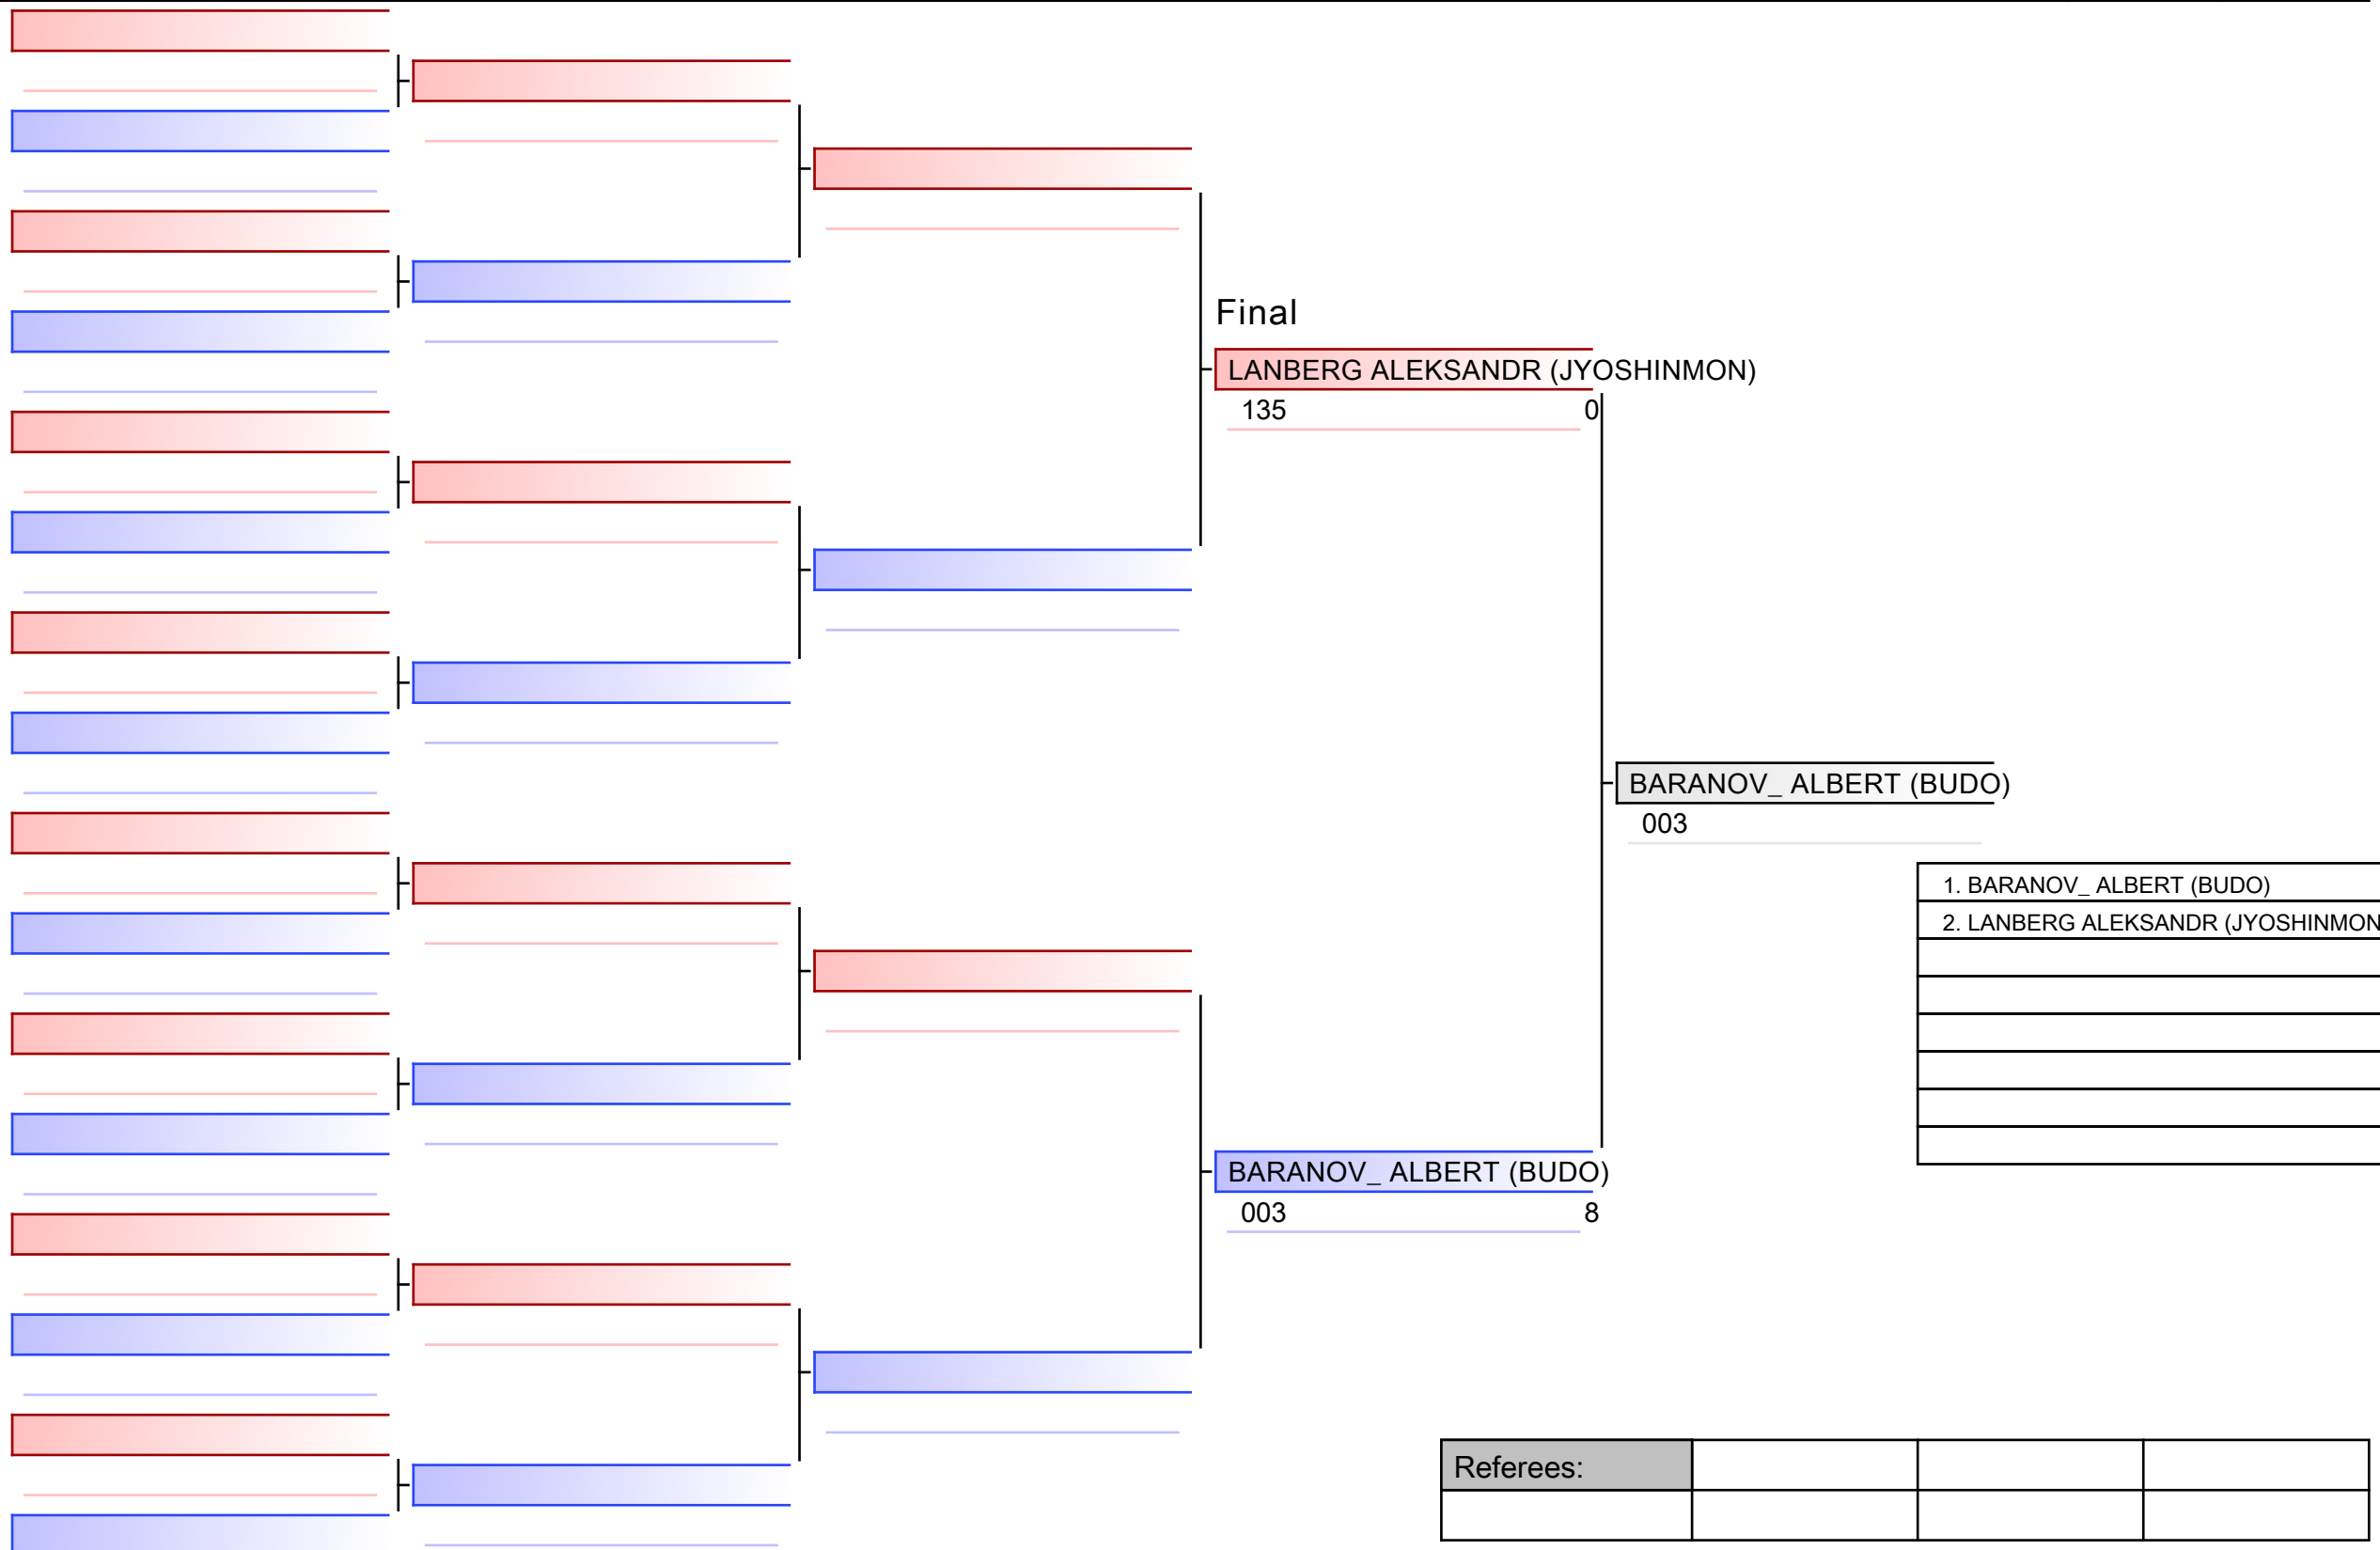 Final
LANBERG ALEKSANDR (JYOSHINMON)
135 0
BARANOV_ ALBERT (BUDO)
003
1. BARANOV_ ALBERT (BUDO)
2. LANBERG ALEKSANDR (JYOSHINMON
BARANOV_ ALBERT (BUDO)
003 8
Referees: